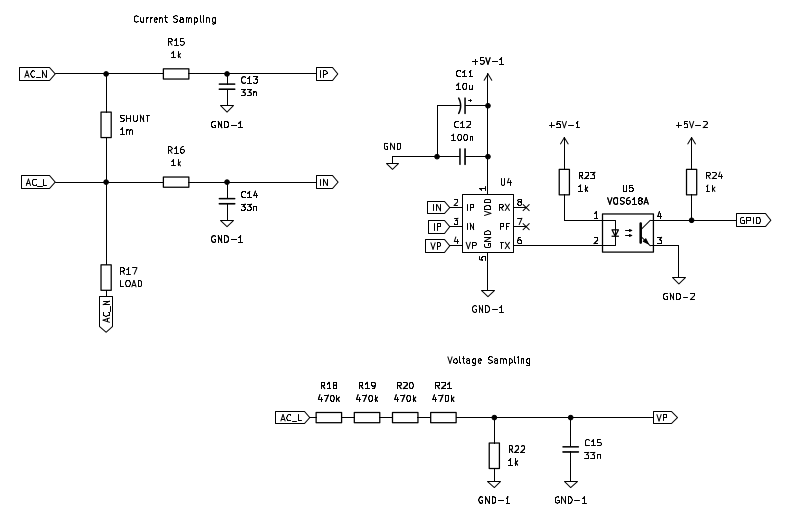 Current Sampling
R15
1k
AC_N
IP
C13
33n
GND-1
SHUNT
1m
R16
1k
AC_L
IN
C14
33n
GND-1
R17
LOAD
AC_N
+5V-1
C11
10u
+
C12
100n
GND
U4
1
VDD
IN 2 IP
IP 3 IN
VP 4 VP
RX 8
PF 7
TX 6
GND
5
GND-1
+5V-1
R23
1k
U5
VOS618A
1
2
4
3
+5V-2
R24
1k
GPIO
GND-2
Voltage Sampling
R18 R19 R20 R21
470k 470k 470k 470k
AC_L
VP
R22
1k
C15
33n
GND-1
GND-1